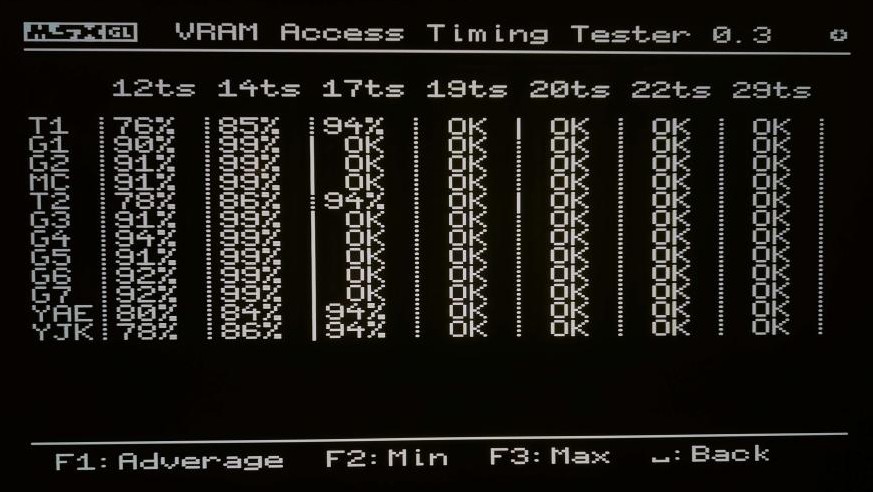 MSX GL VRAM Access Timing Tester 0.3
12ts 14ts 17ts 19ts 20ts 22ts 29ts
T1 76% 85% 94% OK OK OK OK
G1 90% 99% OK OK OK OK OK
G2 91% 99% OK OK OK OK OK
MC 91% 99% OK OK OK OK OK
T2 78% 86% 94% OK OK OK OK
G3 91% 99% OK OK OK OK OK
G4 94% 99% OK OK OK OK OK
G5 91% 99% OK OK OK OK OK
G6 92% 99% OK OK OK OK OK
G7 92% 99% OK OK OK OK OK
YAE 80% 84% 94% OK OK OK OK
YJK 78% 86% 94% OK OK OK OK
F1: Adverage F2: Min F3: Max ␣: Back